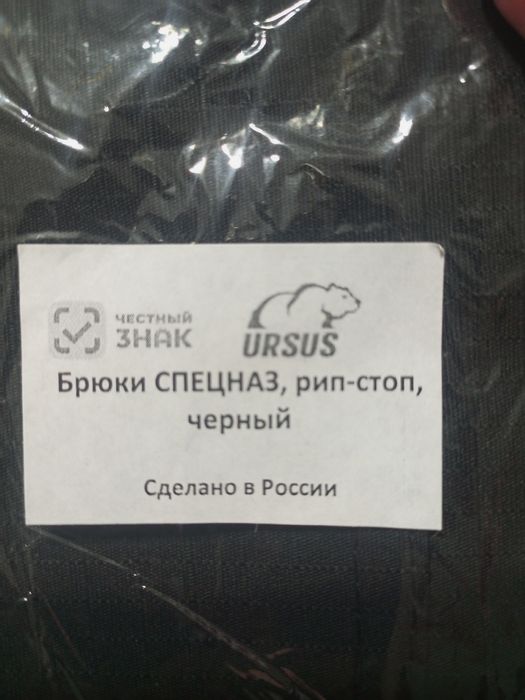 ЧЕСТНЫЙ
ЗНАК
URSUS
Брюки СПЕЦНАЗ, рип-стоп,
черный
Сделано в России